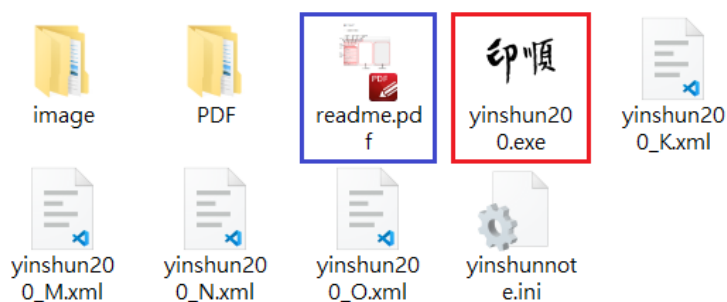 印順
PDF
image
PDF
readme.pd
f
yinshun20
0.exe
yinshun20
0_K.xml
yinshun20
0_M.xml
yinshun20
0_N.xml
yinshun20
0_O.xml
yinshunnot
e.ini